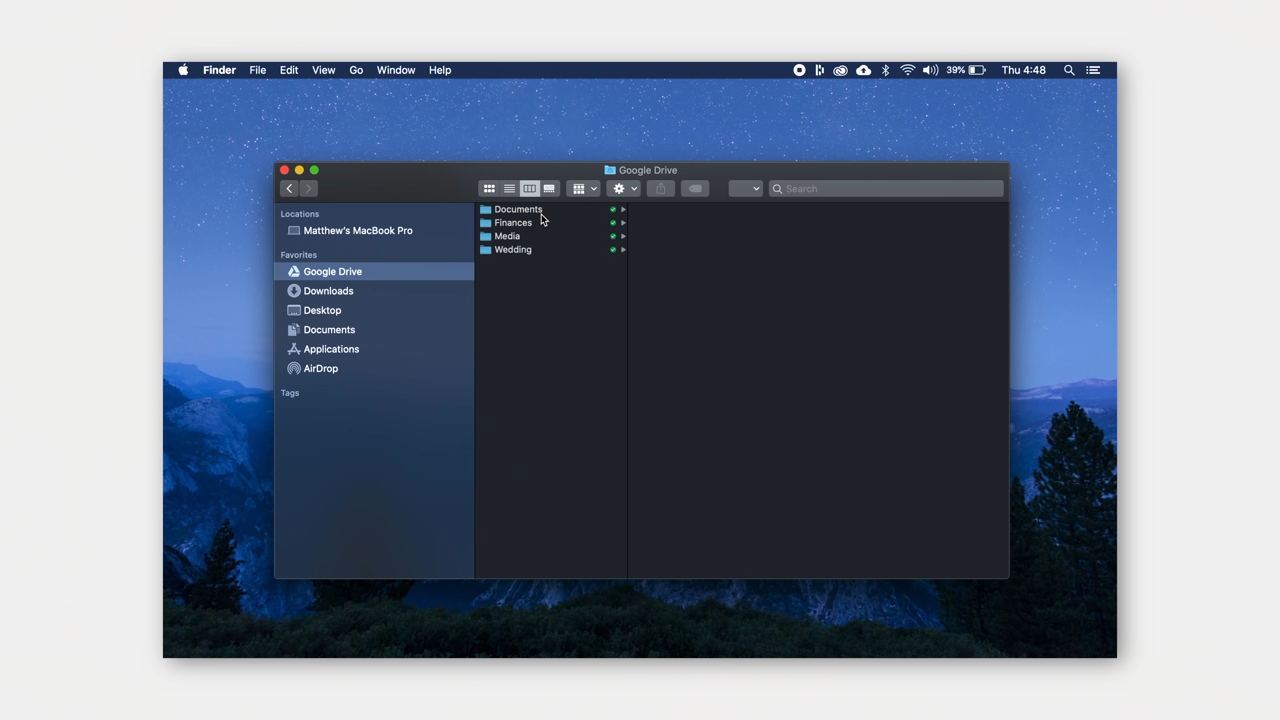 Finder File Edit View Go Window Help 39% Thu 4:48
Google Drive
Search
Locations
Matthew's MacBook Pro
Favorites
Google Drive
Downloads
Desktop
Documents
Applications
AirDrop
Tags
Documents
Finances
Media
Wedding